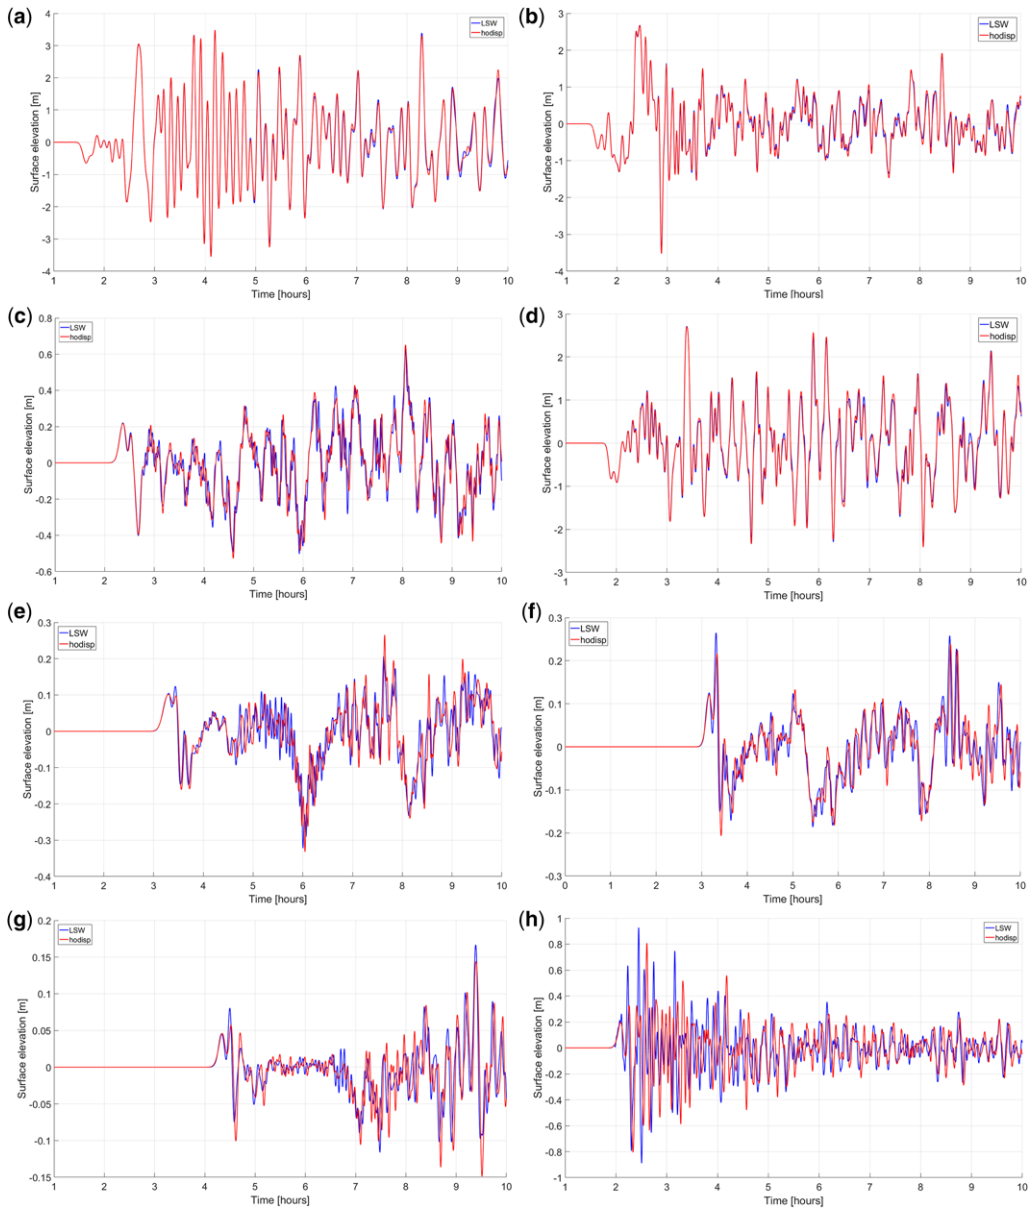 (a)
4
3
2
1
0
-1
-2
-3
-4
Surface elevation [m]
LSW
hodisp
1 2 3 4 5 6 7 8 9 10
Time [hours]
(b)
3
2
1
0
-1
-2
-3
-4
Surface elevation [m]
LSW
hodisp
1 2 3 4 5 6 7 8 9 10
Time [hours]
(c)
0.8
0.6
0.4
0.2
0
-0.2
-0.4
-0.6
Surface elevation [m]
LSW
hodisp
1 2 3 4 5 6 7 8 9 10
Time [hours]
(d)
3
2
1
0
-1
-2
-3
Surface elevation [m]
LSW
hodisp
1 2 3 4 5 6 7 8 9 10
Time [hours]
(e)
0.3
0.2
0.1
0
-0.1
-0.2
-0.3
-0.4
Surface elevation [m]
LSW
hodisp
1 2 3 4 5 6 7 8 9 10
Time [hours]
(f)
0.3
0.2
0.1
0
-0.1
-0.2
-0.3
Surface elevation [m]
LSW
hodisp
0 1 2 3 4 5 6 7 8 9 10
Time [hours]
(g)
0.2
0.15
0.1
0.05
0
-0.05
-0.1
-0.15
Surface elevation [m]
LSW
hodisp
1 2 3 4 5 6 7 8 9 10
Time [hours]
(h)
1
0.8
0.6
0.4
0.2
0
-0.2
-0.4
-0.6
-0.8
-1
Surface elevation [m]
LSW
hodisp
1 2 3 4 5 6 7 8 9 10
Time [hours]